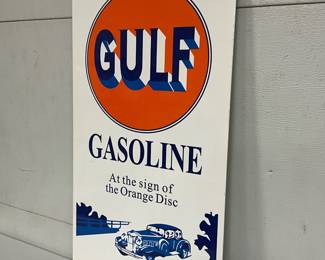 GULF
GASOLINE
At the sign of
the Orange Disc